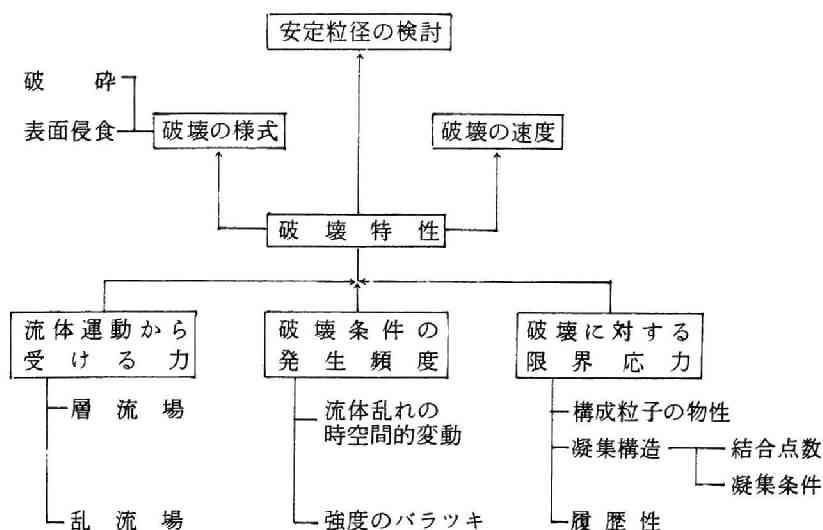 安定粒径の検討
破砕
表面侵食
破壊の様式
破壊の速度
破壊特性
流体運動から
受ける力
破壊条件の
発生頻度
破壊に対する
限界応力
層流場
乱流場
流体乱れの
時空間的変動
強度のバラツキ
構成粒子の物性
凝集構造
結合点数
凝集条件
履歴性